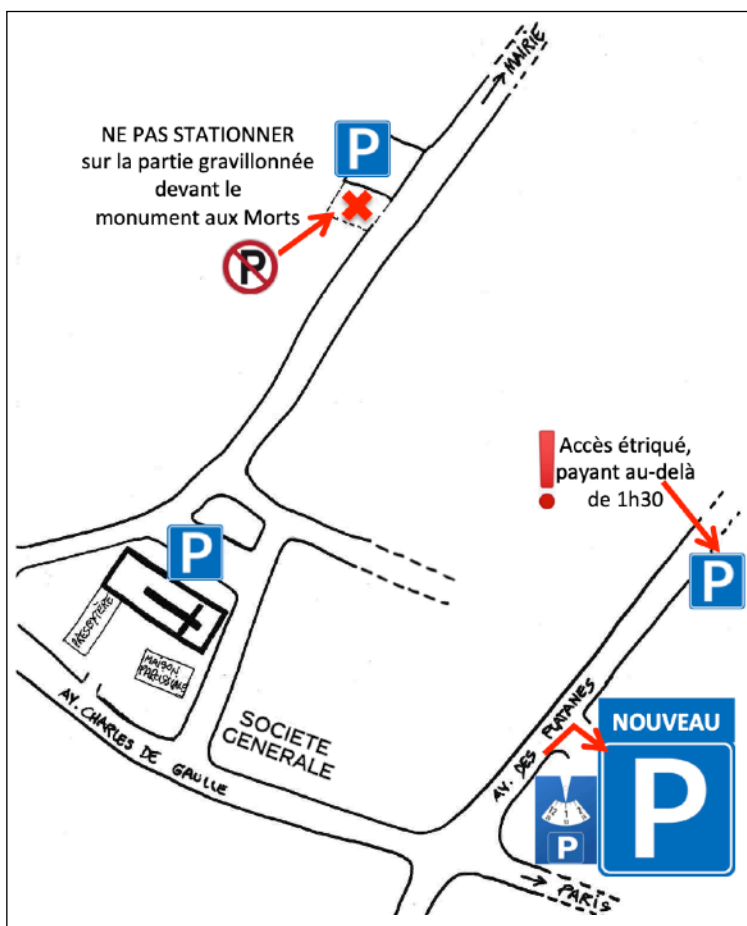 MAIRIE
NE PAS STATIONNER
sur la partie gravillonnée
devant le
monument aux Morts
P
P
Accès étriqué,
payant au-delà
de 1h30
P
P
PRESBYTÈRE
MAISON
PAROISSIALE
AV. CHARLES DE GAULLE
SOCIETE
GENERALE
AV. DES PLATANES
NOUVEAU
P
P
PARIS